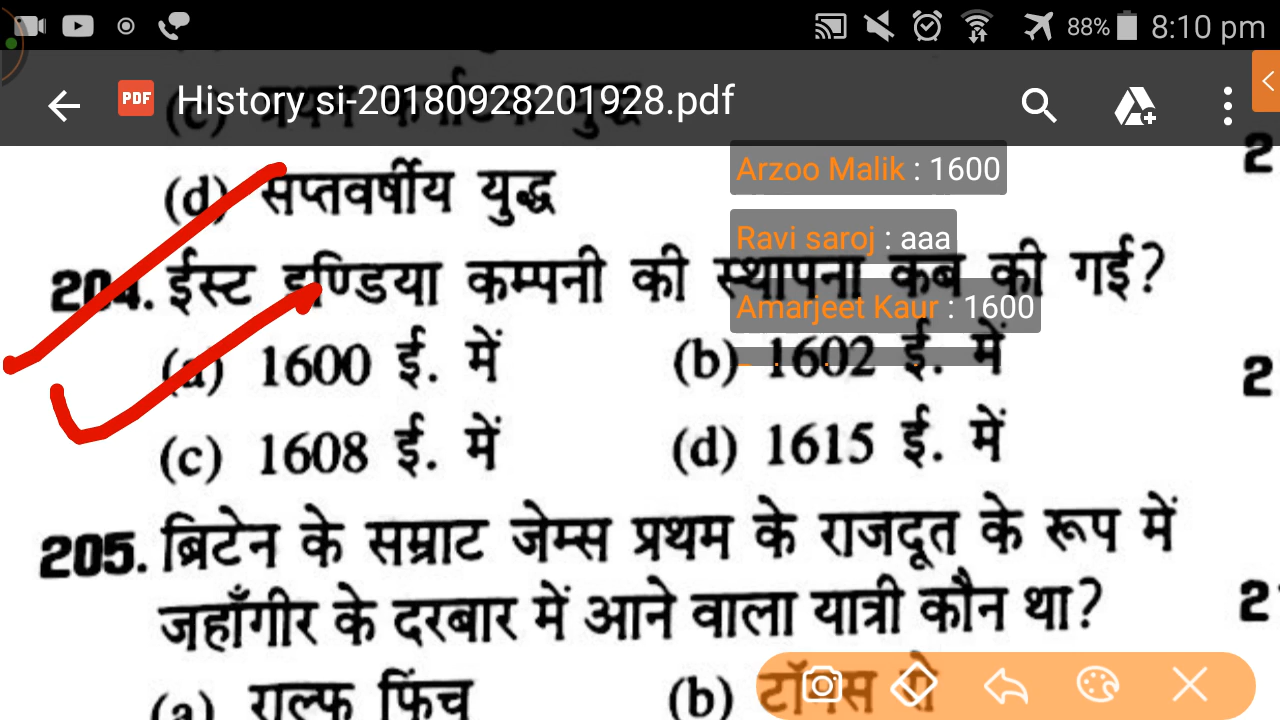 88% 8:10 pm
PDF History si-20180928201928.pdf
(d) सप्तवर्षीय युद्ध
Arzoo Malik : 1600
Ravi saroj : aaa
204. ईस्ट इण्डिया कम्पनी की स्थापना कब की गई?
Amarjeet Kaur : 1600
(a) 1600 ई. में (b) 1602 ई. में
(c) 1608 ई. में (d) 1615 ई. में
205. ब्रिटेन के सम्राट जेम्स प्रथम के राजदूत के रूप में
जहाँगीर के दरबार में आने वाला यात्री कौन था?
(a) राल्फ फिंच (b) टॉमस रो